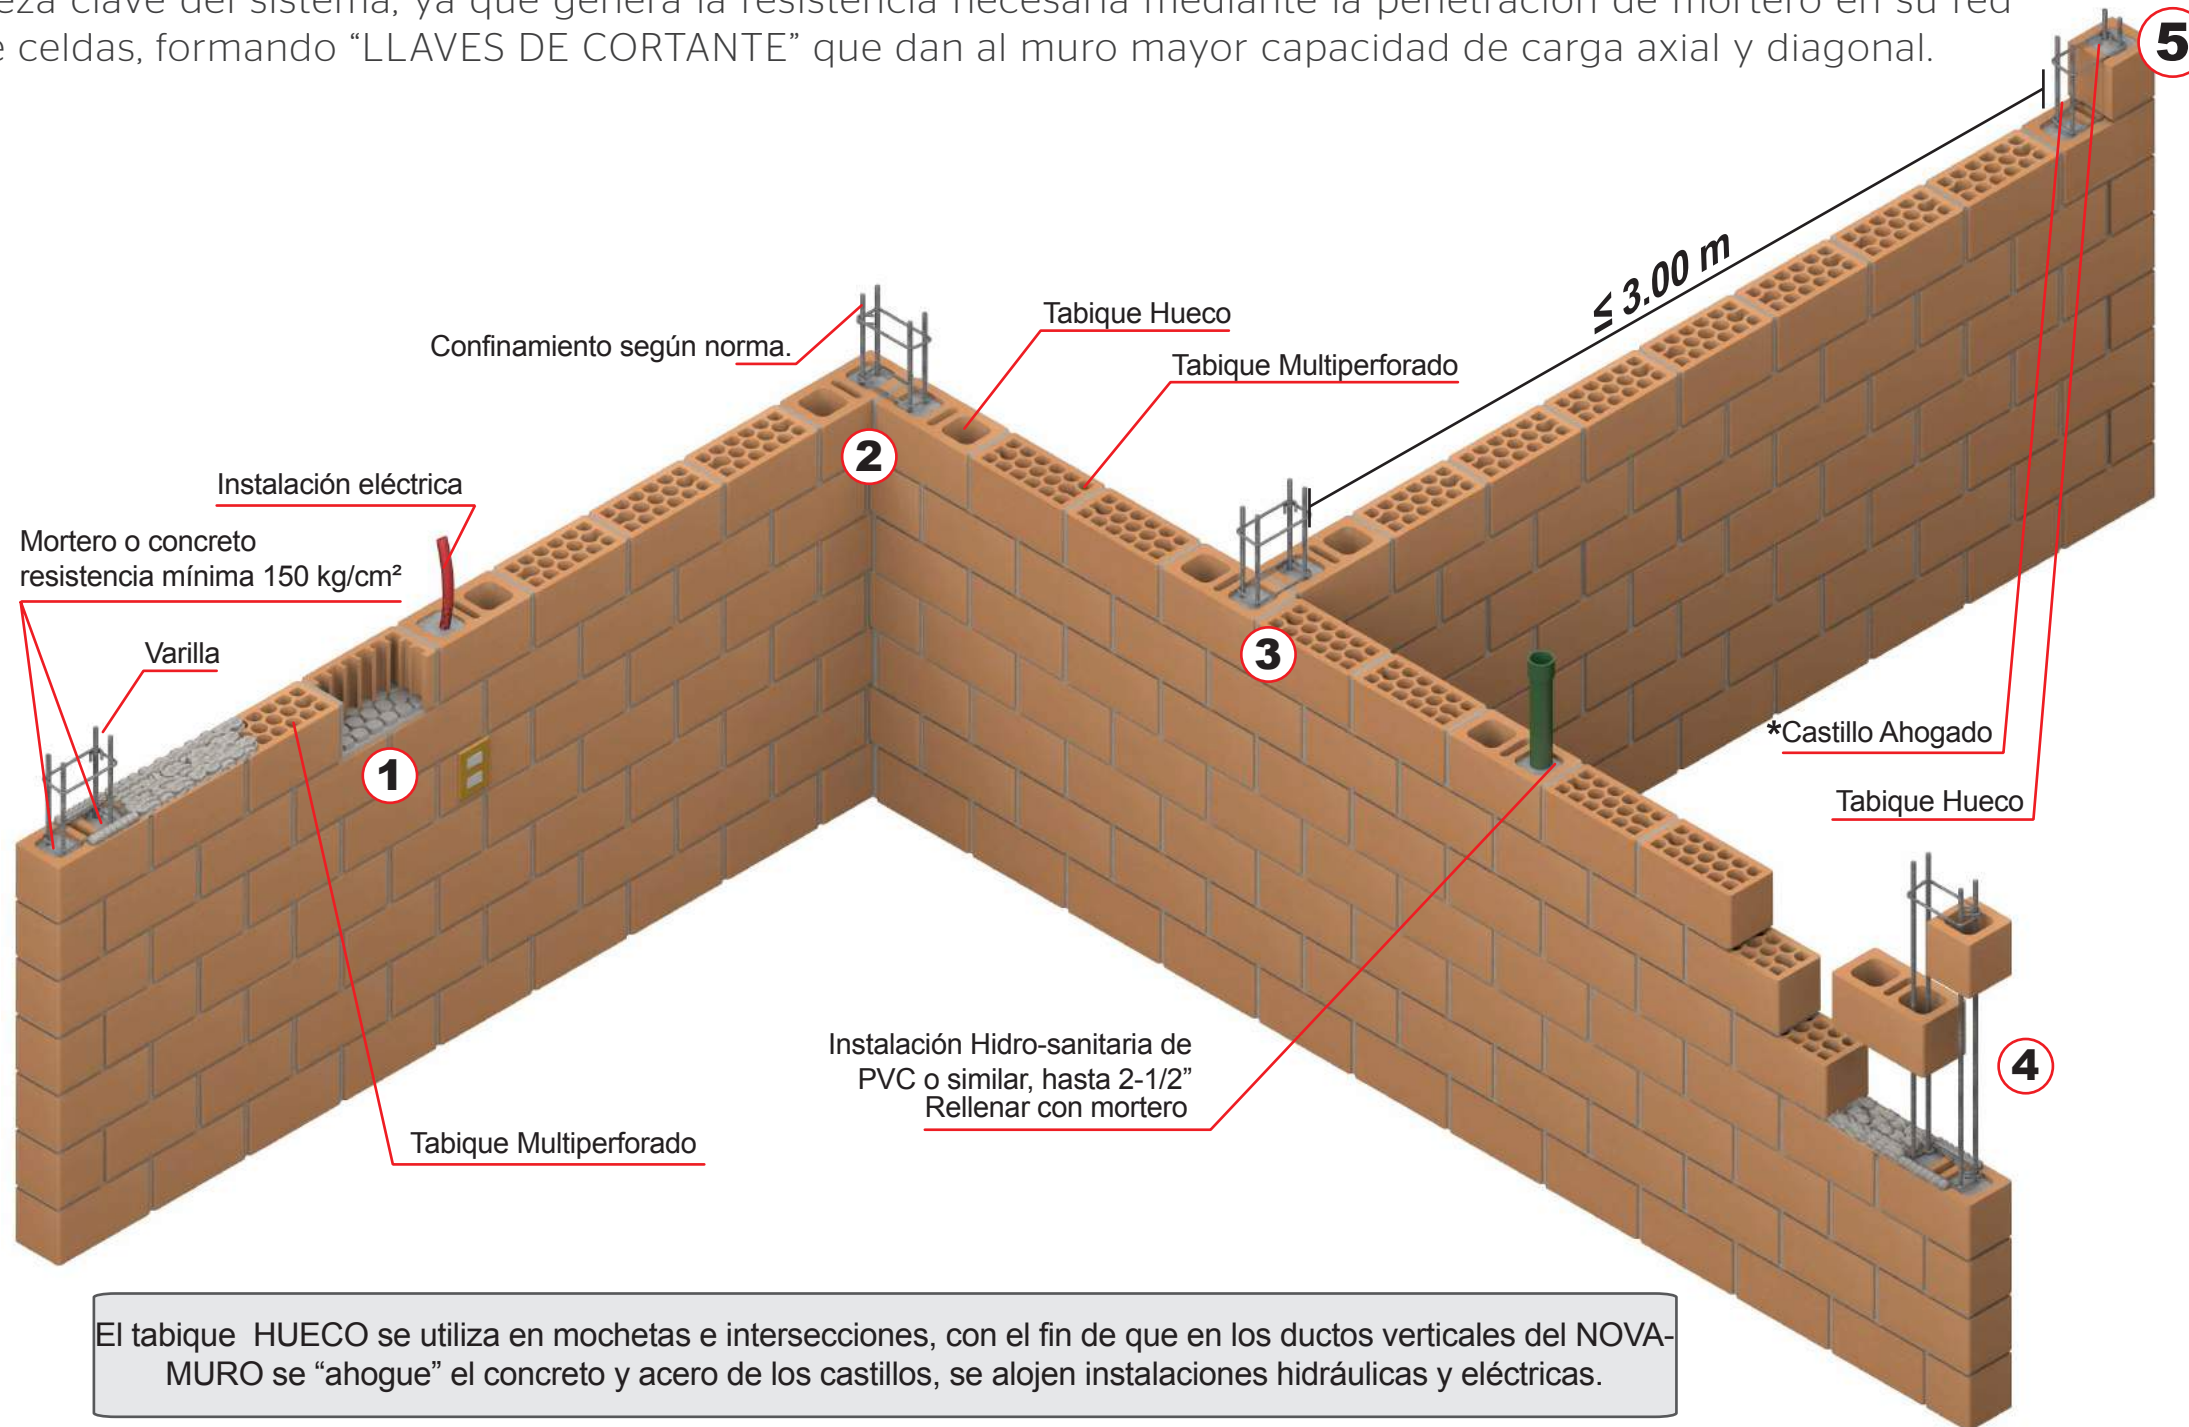 clave del sistema, ya que genera la resistencia necesaria mediante la penetración de mortero en su red
celdas, formando “LLAVES DE CORTANTE” que dan al muro mayor capacidad de carga axial y diagonal.
5
≤ 3.00 m
Confinamiento según norma.
Tabique Hueco
Tabique Multiperforado
2
Instalación eléctrica
Mortero o concreto
resistencia mínima 150 kg/cm²
Varilla
3
1
*Castillo Ahogado
Tabique Hueco
4
Instalación Hidro-sanitaria de
PVC o similar, hasta 2-1/2”
Rellenar con mortero
Tabique Multiperforado
El tabique HUECO se utiliza en mochetas e intersecciones, con el fin de que en los ductos verticales del NOVA-
MURO se “ahogue” el concreto y acero de los castillos, se alojen instalaciones hidráulicas y eléctricas.